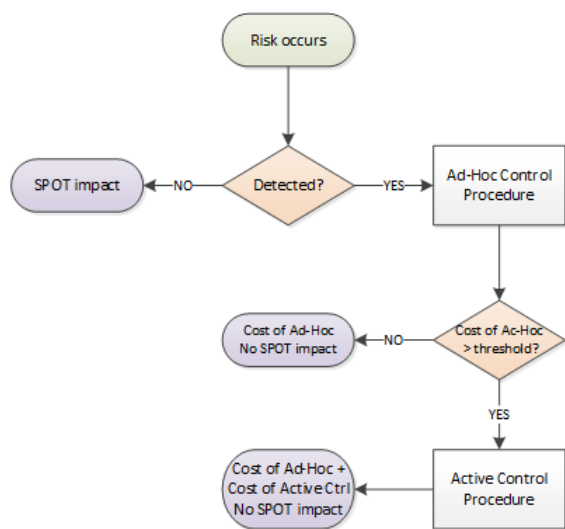 Risk occurs
SPOT impact
NO
Detected?
YES
Ad-Hoc Control
Procedure
Cost of Ad-Hoc
No SPOT impact
NO
Cost of Ac-Hoc
> threshold?
YES
Cost of Ad-Hoc +
Cost of Active Ctrl
No SPOT impact
Active Control
Procedure